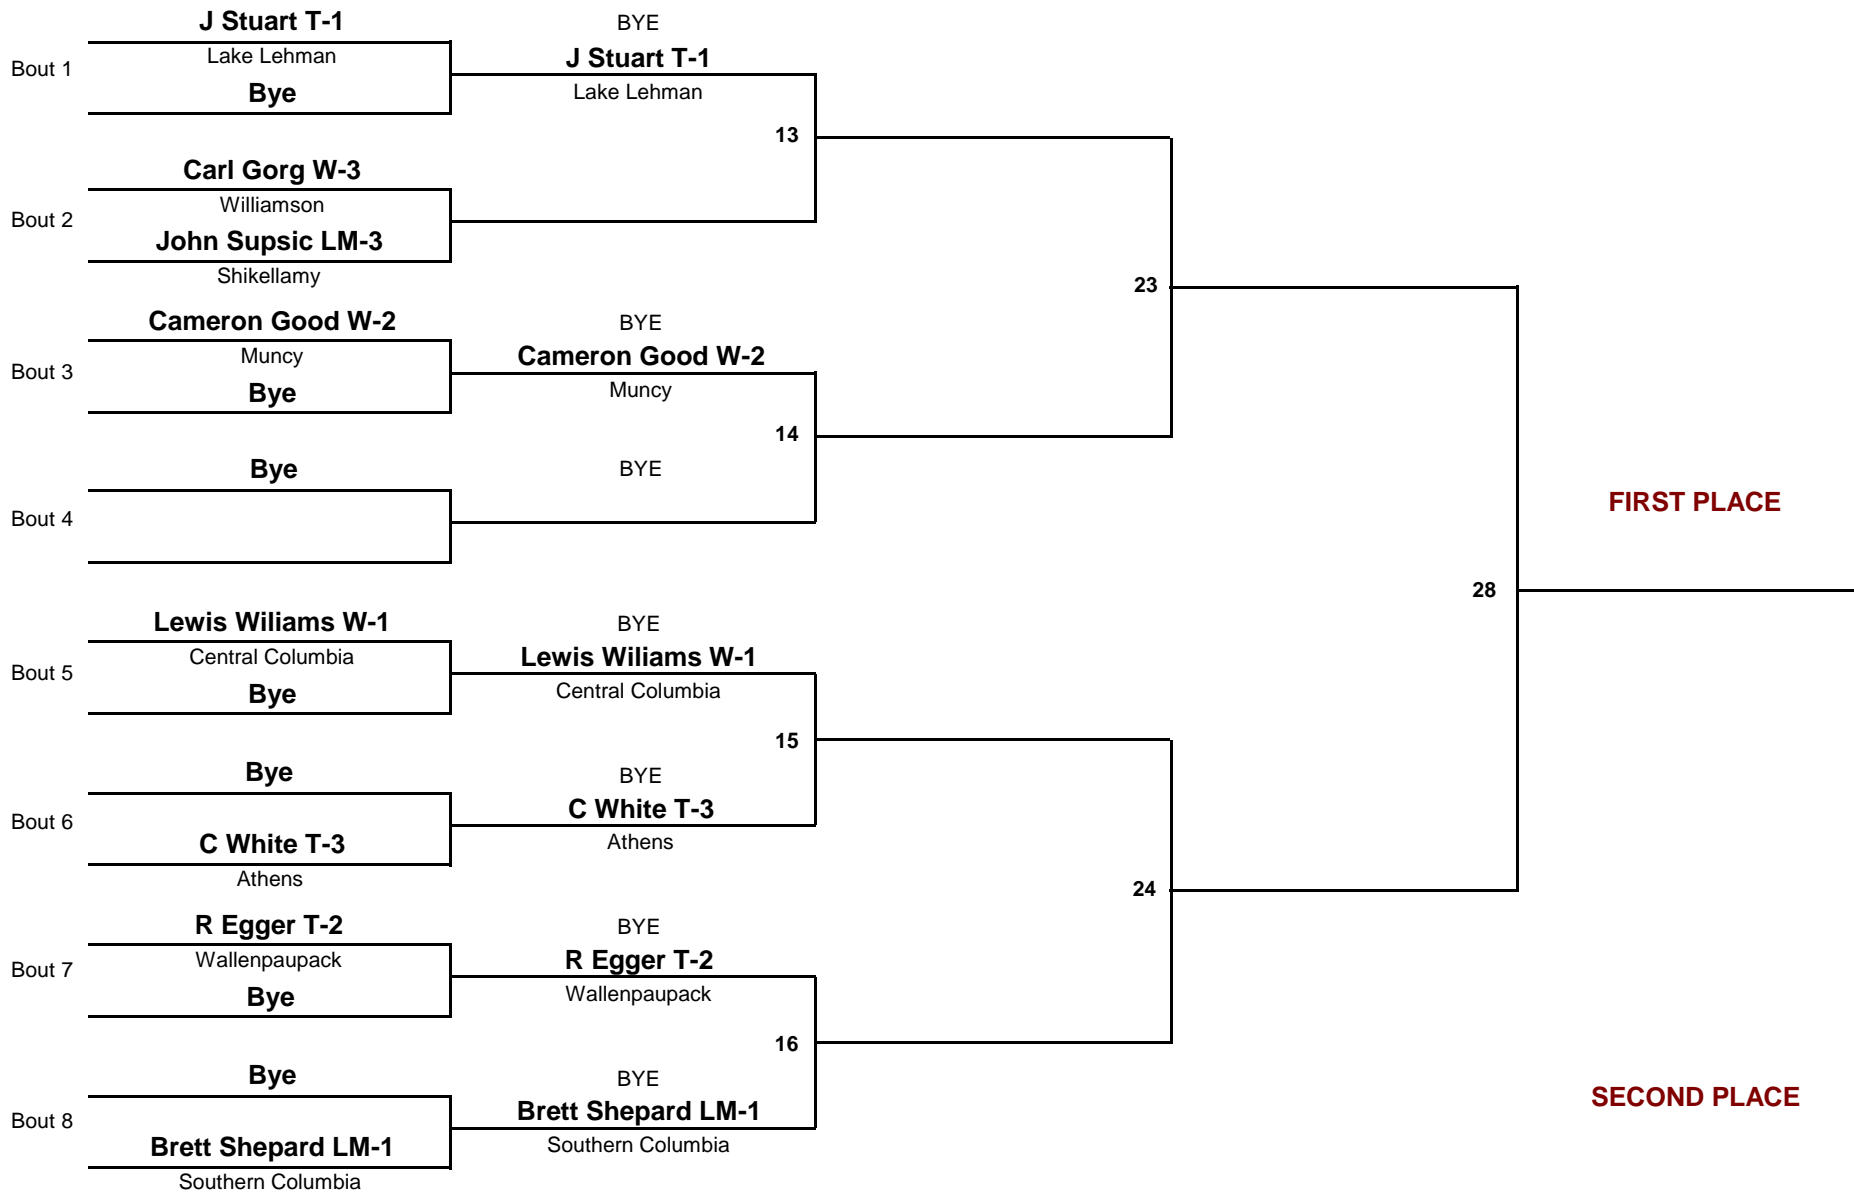 J Stuart T-1
BYE
Bout 1
Lake Lehman
J Stuart T-1
Bye
Lake Lehman
13
Carl Gorg W-3
Bout 2
Williamson
John Supsic LM-3
Shikellamy
23
Cameron Good W-2
BYE
Bout 3
Muncy
Cameron Good W-2
Bye
Muncy
14
Bye
BYE
Bout 4
FIRST PLACE
28
Lewis Wiliams W-1
BYE
Bout 5
Central Columbia
Lewis Wiliams W-1
Bye
Central Columbia
15
Bye
BYE
Bout 6
C White T-3
C White T-3
Athens
Athens
24
R Egger T-2
BYE
Bout 7
Wallenpaupack
R Egger T-2
Bye
Wallenpaupack
16
Bye
BYE
SECOND PLACE
Bout 8
Brett Shepard LM-1
Brett Shepard LM-1
Southern Columbia
Southern Columbia